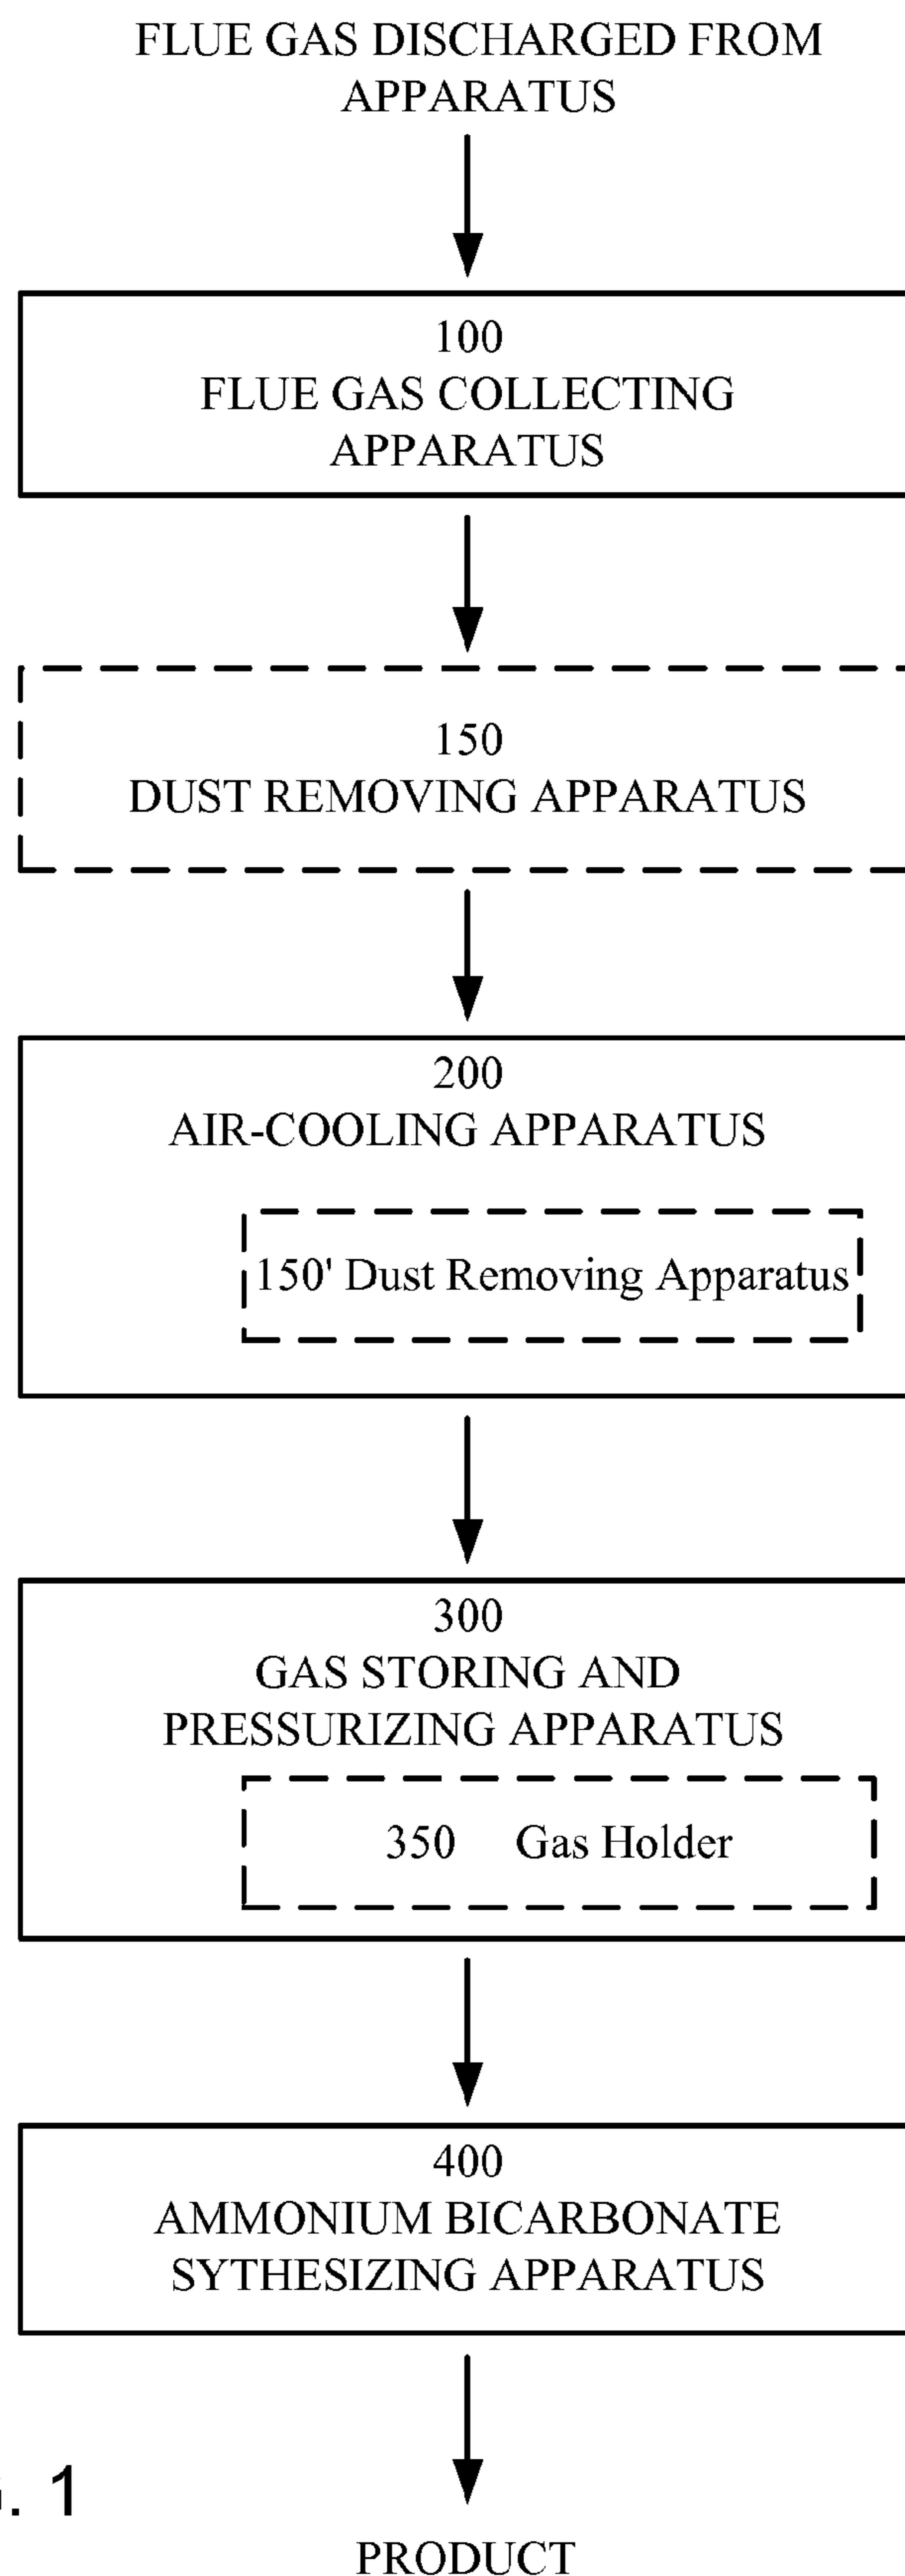 FLUE GAS DISCHARGED FROM
APPARATUS
100
FLUE GAS COLLECTING
APPARATUS
150
DUST REMOVING APPARATUS
200
AIR-COOLING APPARATUS
150' Dust Removing Apparatus
300
GAS STORING AND
PRESSURIZING APPARATUS
350 Gas Holder
400
AMMONIUM BICARBONATE
SYTHESIZING APPARATUS
. 1
PRODUCT